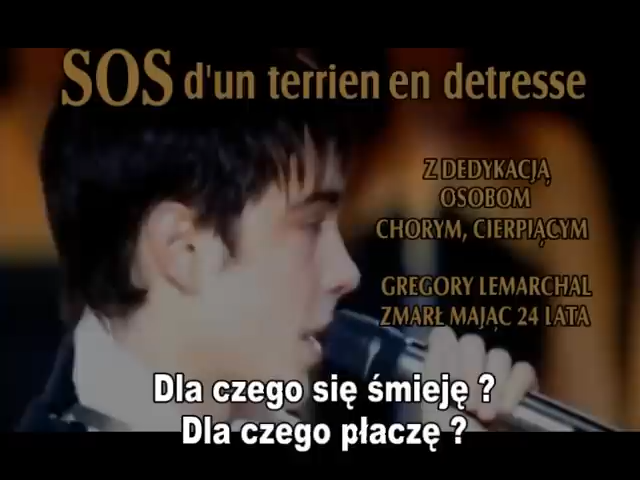 SOS d'un terrien en detresse
Z DEDYKACJĄ
OSOBOM
CHORYM, CIERPIĄCYM
GREGORY LEMARCHAL
ZMARŁ MAJĄC 24 LATA
Dla czego się śmieję ?
Dla czego płaczę ?